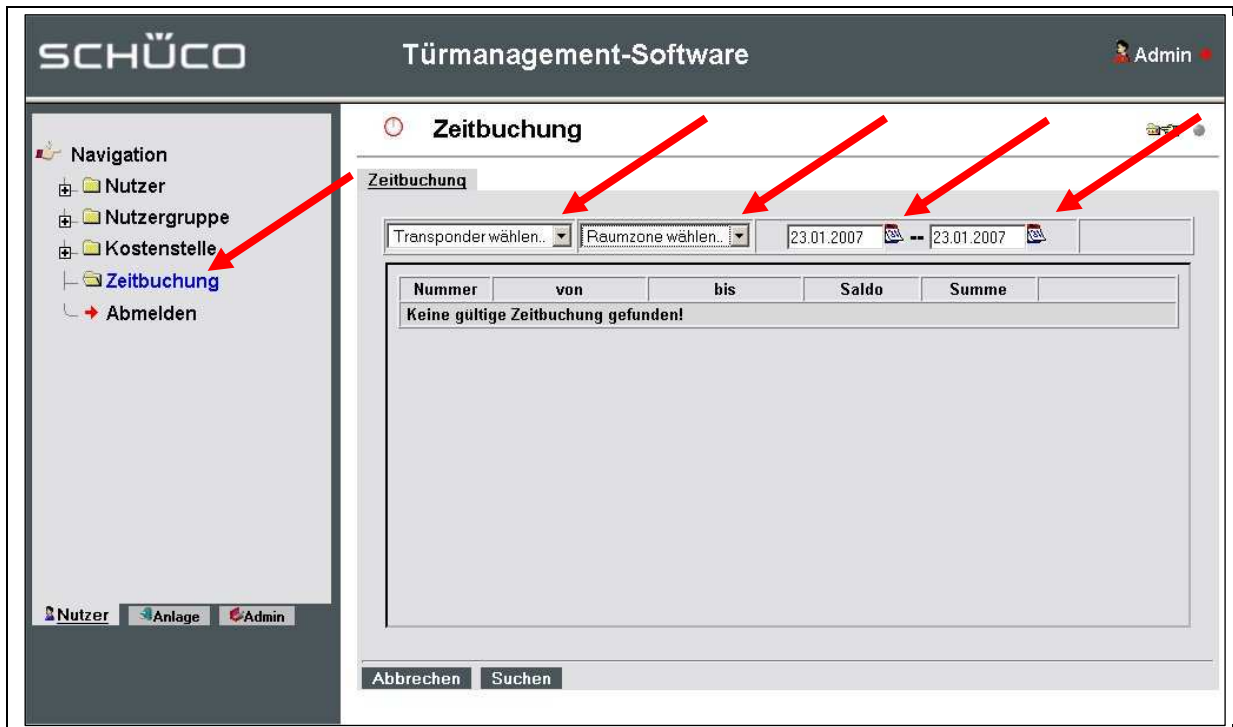 SCHÜCO
Türmanagement-Software
Admin
Navigation
Nutzer
Nutzergruppe
Kostenstelle
Zeitbuchung
Abmelden
Nutzer Anlage Admin
Zeitbuchung
Zeitbuchung
Transponder wählen.. Raumzone wählen.. 23.01.2007 -- 23.01.2007
Nummer von bis Saldo Summe
Keine gültige Zeitbuchung gefunden!
Abbrechen Suchen